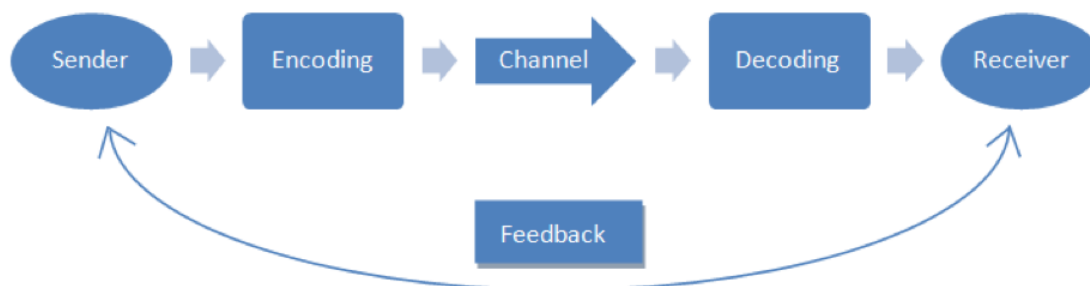 Sender
Encoding
Channel
Decoding
Receiver
Feedback